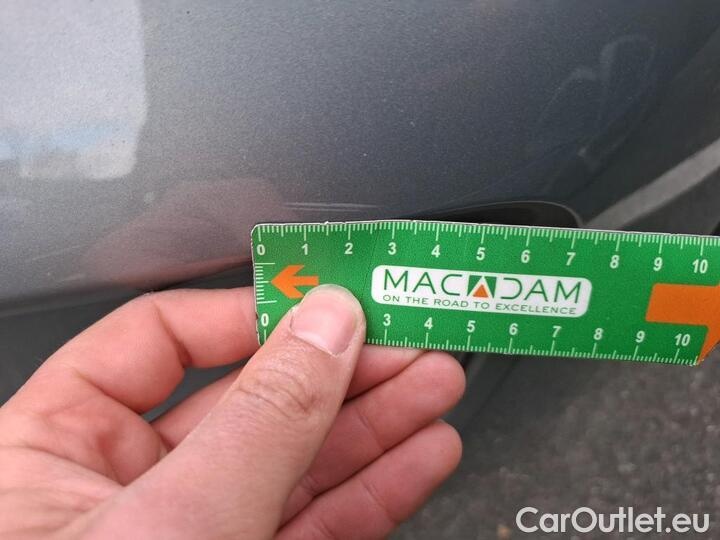 0 1 2 3 4 5 6 7 8 9 10
MACADAM
ON THE ROAD TO EXCELLENCE
0 3 4 5 6 7 8 9 10
CarOutlet.eu